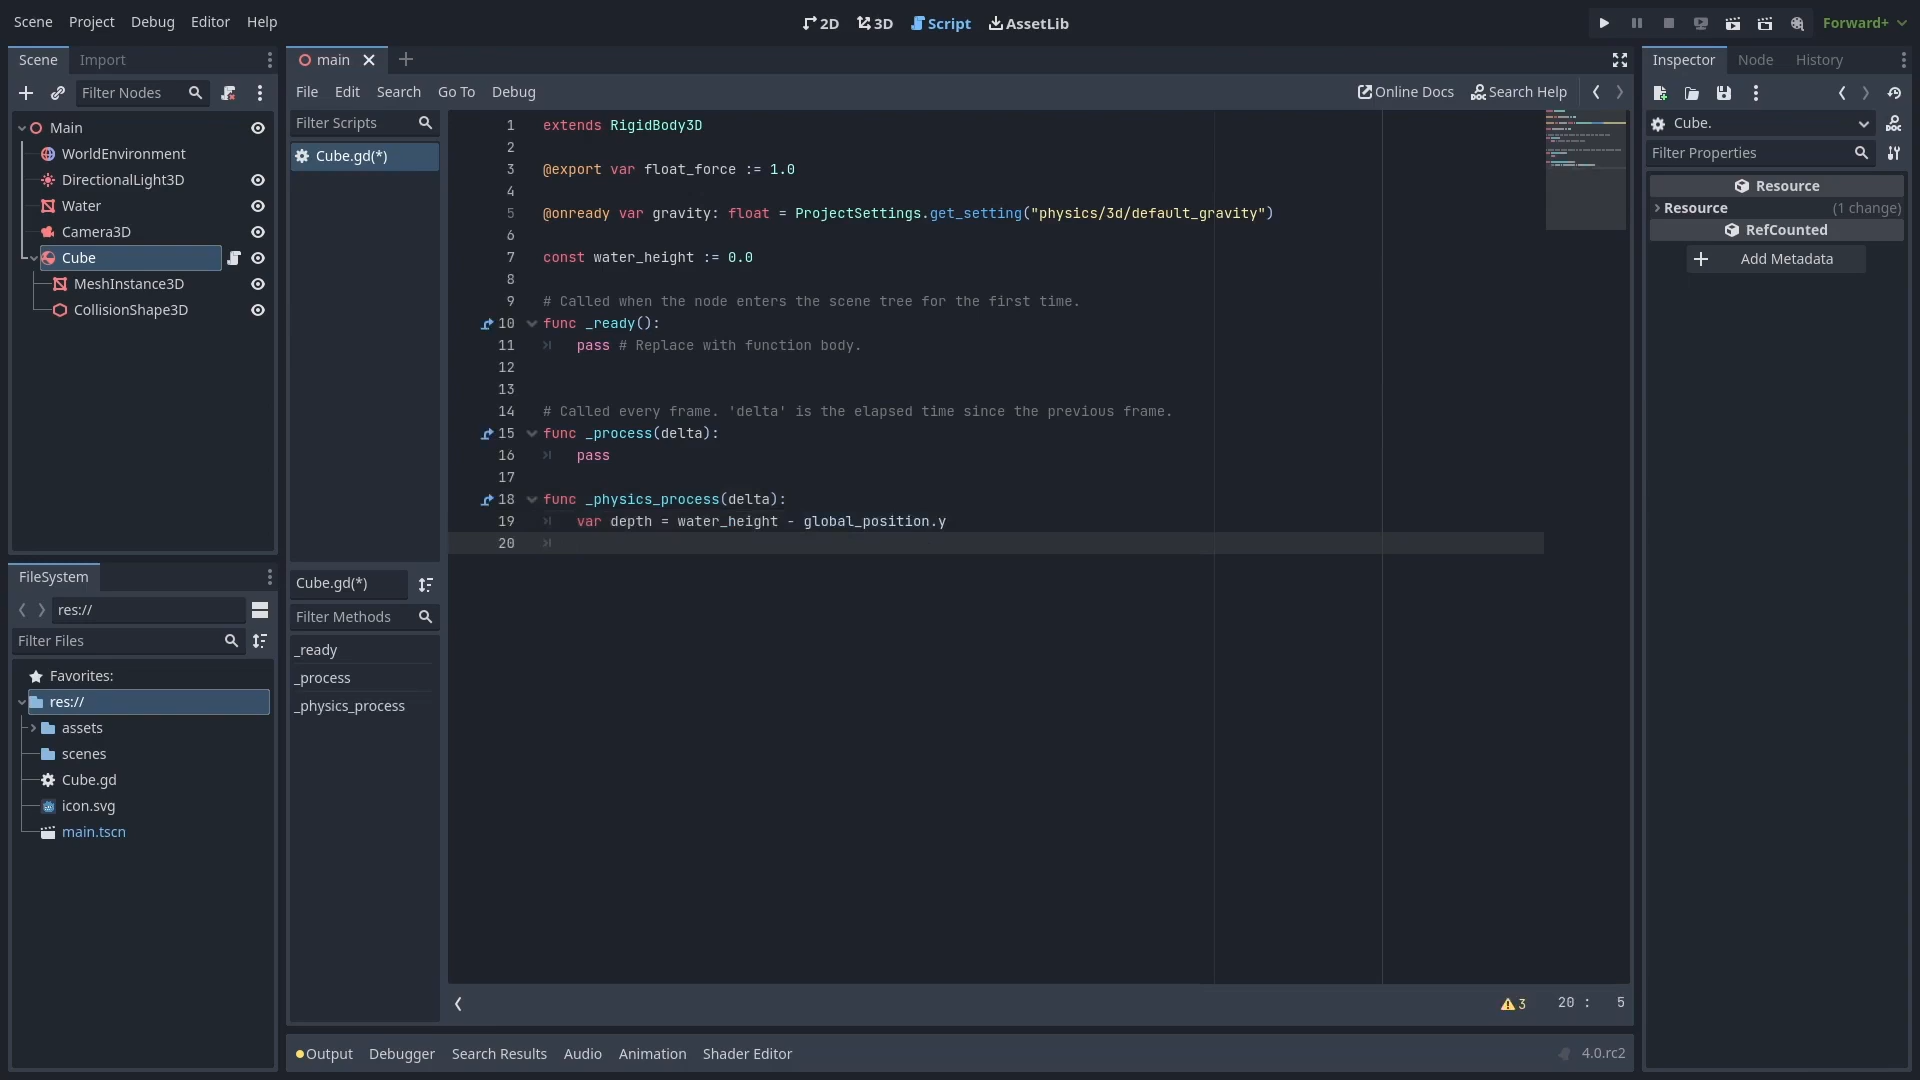 Scene Project Debug Editor Help
2D 3D Script AssetLib
Forward+
Scene Import
Filter Nodes
Main
WorldEnvironment
DirectionalLight3D
Water
Camera3D
Cube
MeshInstance3D
CollisionShape3D
FileSystem
res://
Filter Files
Favorites:
res://
assets
scenes
Cube.gd
icon.svg
main.tscn
main
File Edit Search Go To Debug
Online Docs Search Help
Filter Scripts
Cube.gd(*)
Cube.gd(*)
Filter Methods
_ready
_process
_physics_process
1 extends RigidBody3D
2
3 @export var float_force := 1.0
4
5 @onready var gravity: float = ProjectSettings.get_setting("physics/3d/default_gravity")
6
7 const water_height := 0.0
8
9 # Called when the node enters the scene tree for the first time.
10 func _ready():
11 pass # Replace with function body.
12
13
14 # Called every frame. 'delta' is the elapsed time since the previous frame.
15 func _process(delta):
16 pass
17
18 func _physics_process(delta):
19 var depth = water_height - global_position.y
20
3 20 : 5
Output Debugger Search Results Audio Animation Shader Editor
4.0.rc2
Inspector Node History
Cube.
Filter Properties
Resource
Resource (1 change)
RefCounted
Add Metadata